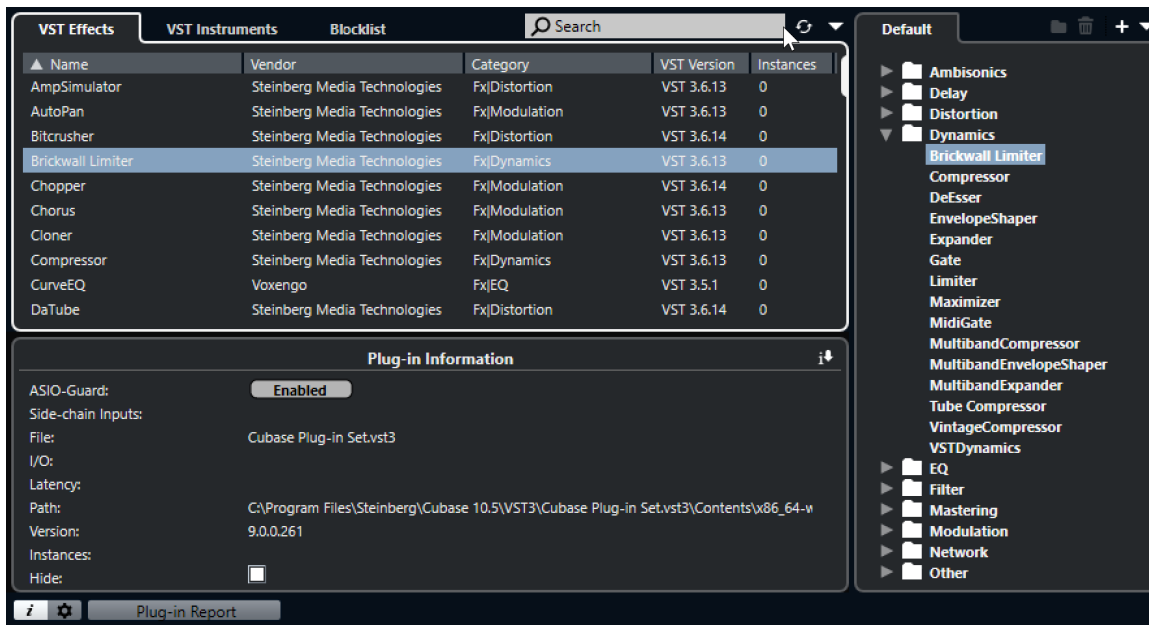 VST Effects VST Instruments Blocklist Search
Name Vendor Category VST Version Instances
AmpSimulator Steinberg Media Technologies Fx|Distortion VST 3.6.13 0
AutoPan Steinberg Media Technologies Fx|Modulation VST 3.6.13 0
Bitcrusher Steinberg Media Technologies Fx|Distortion VST 3.6.14 0
Brickwall Limiter Steinberg Media Technologies Fx|Dynamics VST 3.6.13 0
Chopper Steinberg Media Technologies Fx|Modulation VST 3.6.14 0
Chorus Steinberg Media Technologies Fx|Modulation VST 3.6.13 0
Cloner Steinberg Media Technologies Fx|Modulation VST 3.6.13 0
Compressor Steinberg Media Technologies Fx|Dynamics VST 3.6.13 0
CurveEQ Voxengo Fx|EQ VST 3.5.1 0
DaTube Steinberg Media Technologies Fx|Distortion VST 3.6.14 0
Plug-in Information
ASIO-Guard: Enabled
Side-chain Inputs:
File: Cubase Plug-in Set.vst3
I/O:
Latency:
Path: C:\Program Files\Steinberg\Cubase 10.5\VST3\Cubase Plug-in Set.vst3\Contents\x86_64-w
Version: 9.0.0.261
Instances:
Hide:
i Plug-in Report
Default
Ambisonics
Delay
Distortion
Dynamics
Brickwall Limiter
Compressor
DeEsser
EnvelopeShaper
Expander
Gate
Limiter
Maximizer
MidiGate
MultibandCompressor
MultibandEnvelopeShaper
MultibandExpander
Tube Compressor
VintageCompressor
VSTDynamics
EQ
Filter
Mastering
Modulation
Network
Other